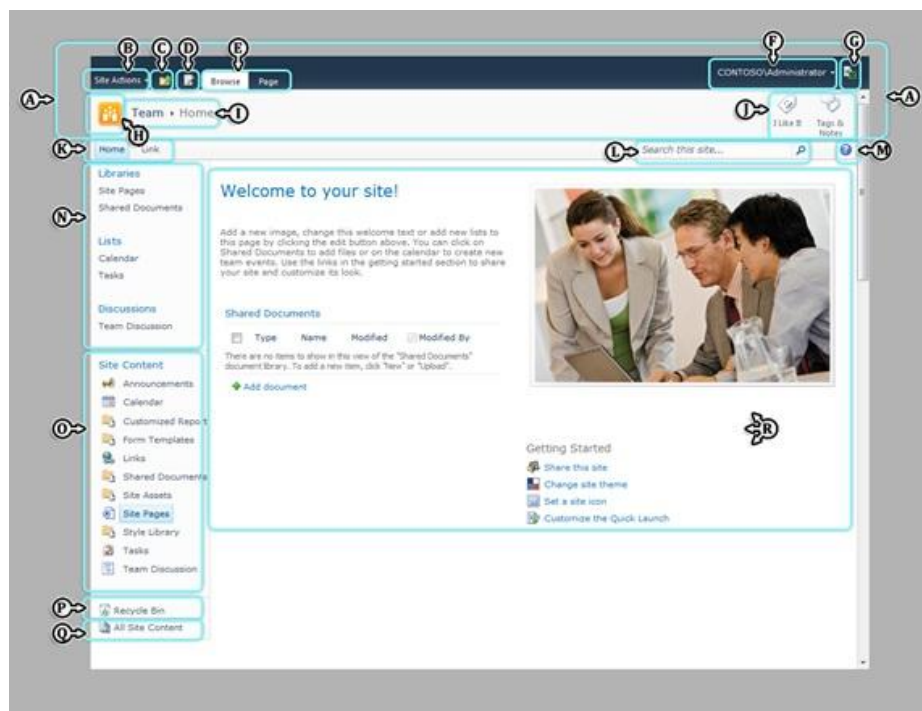 B C D E F G
Site Actions Browse Page CONTOSO\Administrator
A A
Team ▸ Home I J
H I Like It Tags & Notes
K Home Link L Search this site... M
N Libraries
Site Pages
Shared Documents
Lists
Calendar
Tasks
Discussions
Team Discussion
O Site Content
Announcements
Calendar
Customized Report
Form Templates
Links
Shared Documents
Site Assets
Site Pages
Style Library
Tasks
Team Discussion
P Recycle Bin
Q All Site Content
Welcome to your site!
Add a new image, change this welcome text or add new lists to
this page by clicking the edit button above. You can click on
Shared Documents to add files or on the calendar to create new
team events. Use the links in the getting started section to share
your site and customize its look.
Shared Documents
Type Name Modified Modified By
There are no items to show in this view of the "Shared Documents"
document library. To add a new item, click "New" or "Upload".
Add document
R
Getting Started
Share this site
Change site theme
Set a site icon
Customize the Quick Launch